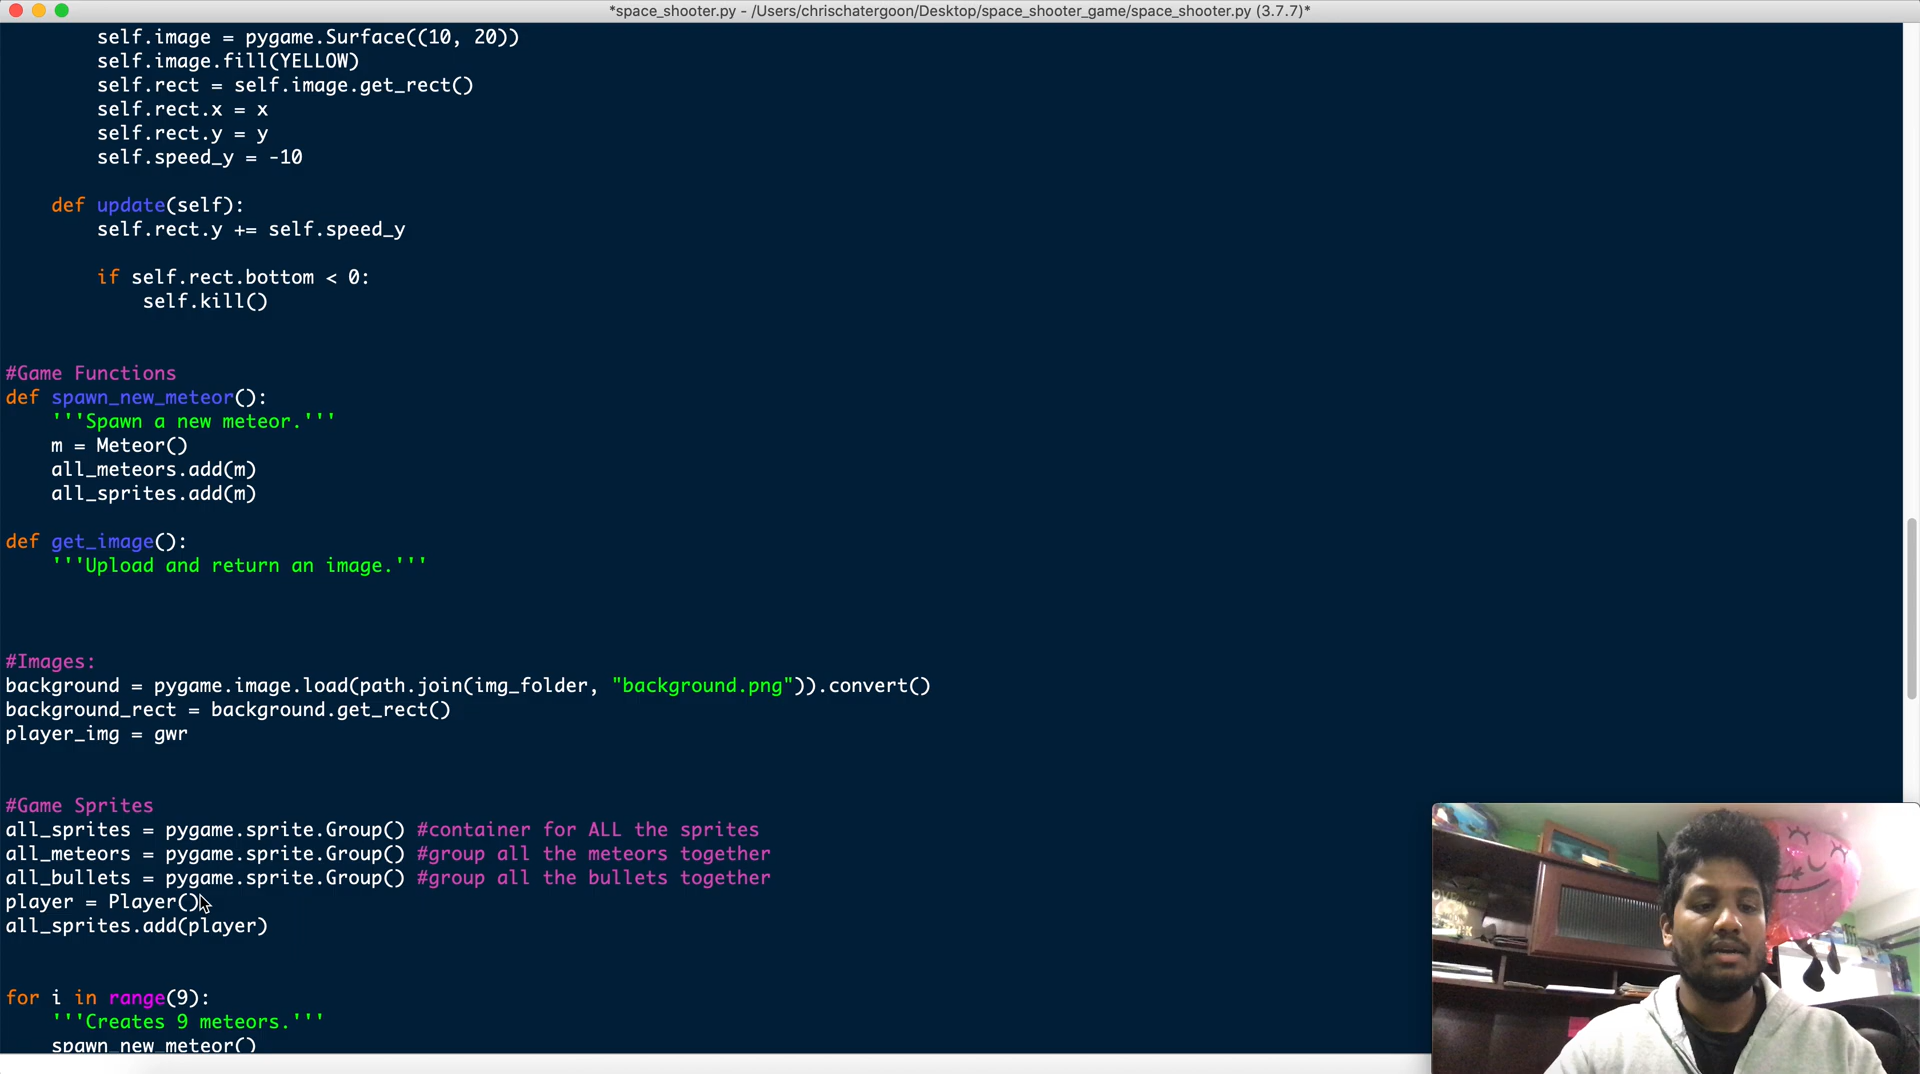 *space_shooter.py - /Users/chrischatergoon/Desktop/space_shooter_game/space_shooter.py (3.7.7)*
self.image = pygame.Surface((10, 20))
self.image.fill(YELLOW)
self.rect = self.image.get_rect()
self.rect.x = x
self.rect.y = y
self.speed_y = -10
def update(self):
self.rect.y += self.speed_y
if self.rect.bottom < 0:
self.kill()
#Game Functions
def spawn_new_meteor():
'''Spawn a new meteor.'''
m = Meteor()
all_meteors.add(m)
all_sprites.add(m)
def get_image():
'''Upload and return an image.'''
#Images:
background = pygame.image.load(path.join(img_folder, "background.png")).convert()
background_rect = background.get_rect()
player_img = gwr
#Game Sprites
all_sprites = pygame.sprite.Group() #container for ALL the sprites
all_meteors = pygame.sprite.Group() #group all the meteors together
all_bullets = pygame.sprite.Group() #group all the bullets together
player = Player()
all_sprites.add(player)
for i in range(9):
'''Creates 9 meteors.'''
spawn_new_meteor()